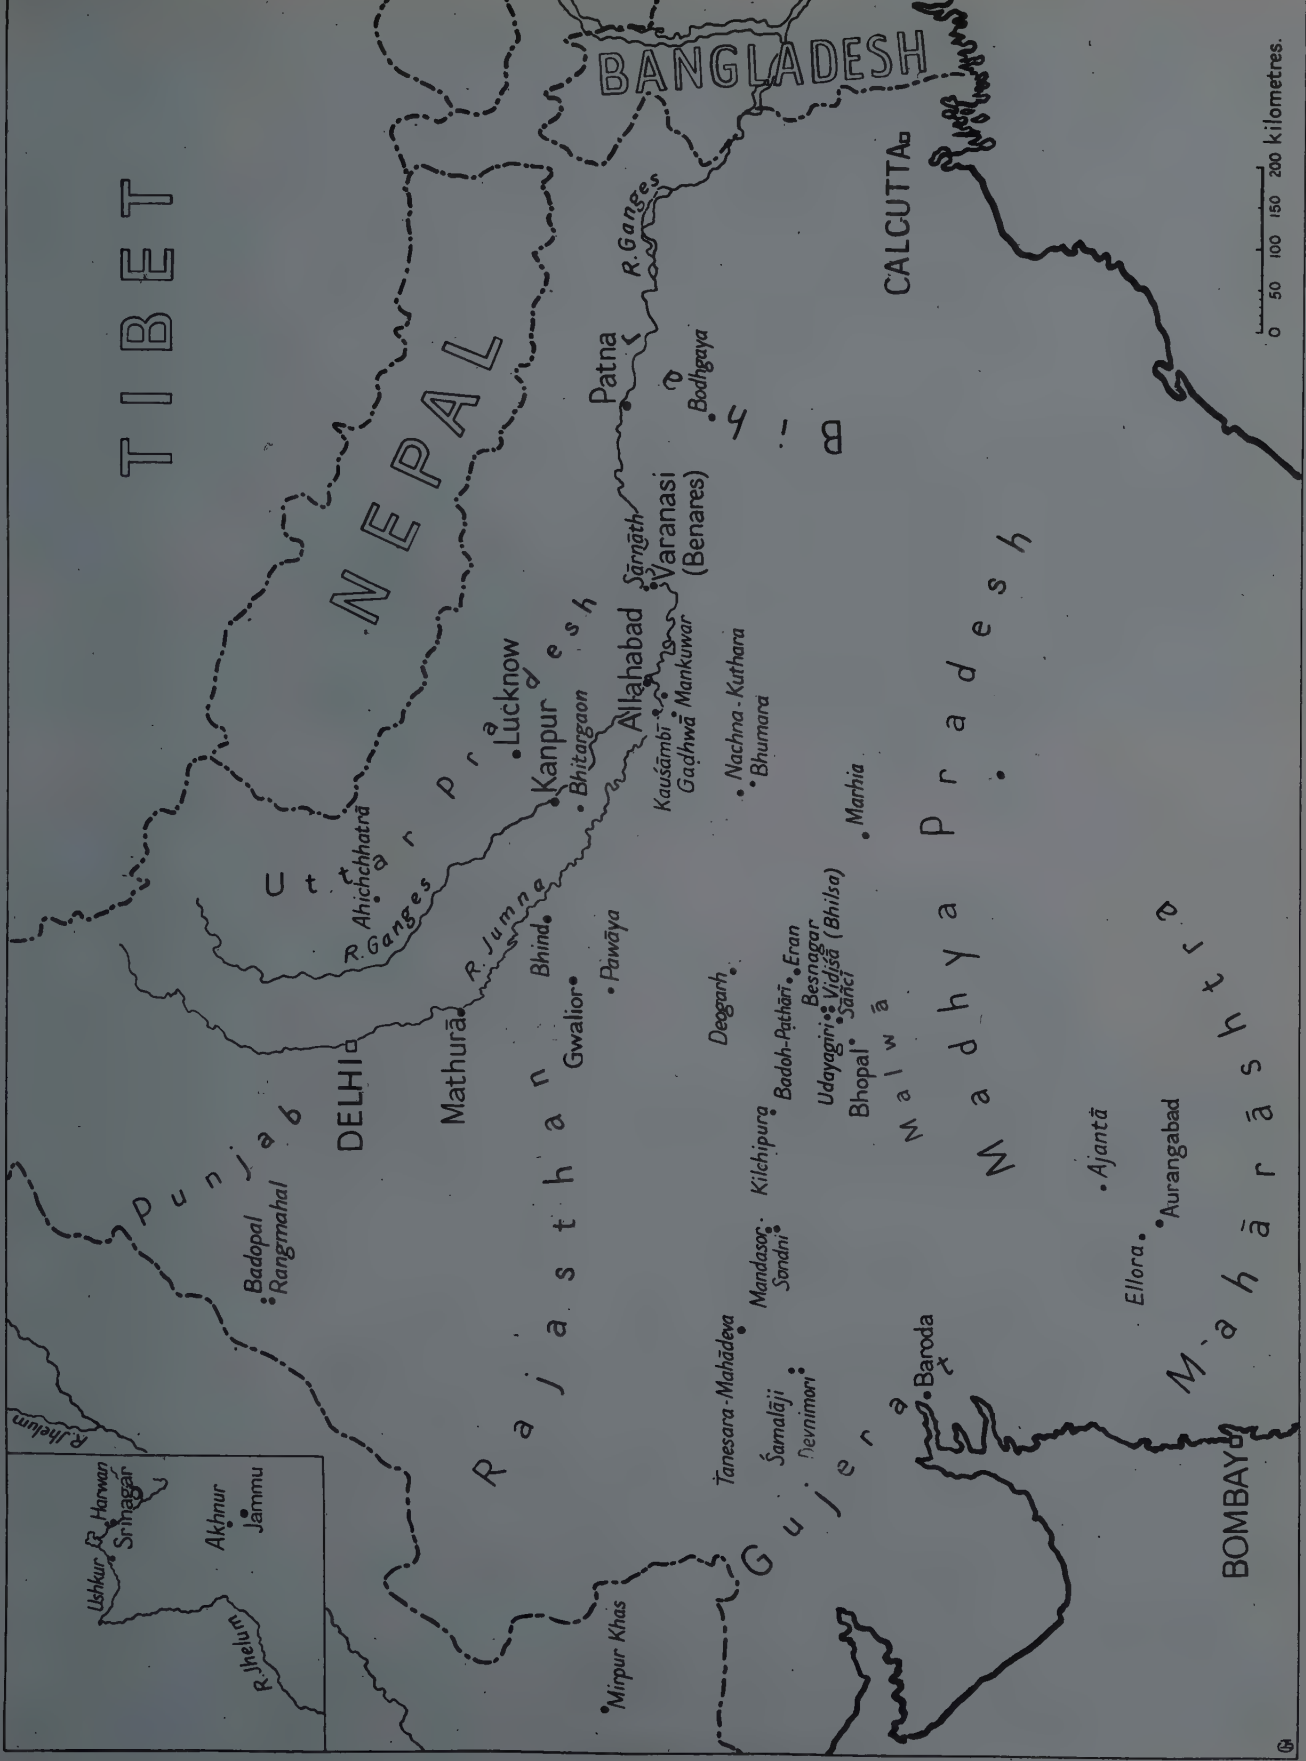 TIBET
NEPAL
BANGLADESH
R.Jhelum
Ushkur
Harwan
Srinagar
Akhnur
Jammu
R.Jhelum
Punjab
Badopal
Rangmahal
DELHI
Uttar Pradesh
Ahichchhatrā
R.Ganges
R.Jumna
Mathurā
Rajasthan
Bhind
Gwalior
Pawāya
Lucknow
Kanpur
Bhitargaon
Allahabad
Kauśāmbī
Gaḍhwā
Mankuwar
Sārnāth
Varanasi
(Benares)
Patna
R.Ganges
Bodhgaya
Bihar
CALCUTTA
Nachna-Kuthara
Bhumara
Marhia
Deogarh
Badoh-Paṭhārī
Eran
Besnagar
Udayagiri
Vidiśā (Bhilsa)
Sāñcī
Bhopal
Malwā
Madhya Pradesh
Kilchipura
Mandasor
Sondni
Tanesara-Mahādeva
Śamalājī
Devnimori
Mirpur Khas
Gujerat
Baroda
Ajantā
Ellora
Aurangabad
Mahārāshtra
BOMBAY
0 50 100 150 200 kilometres.